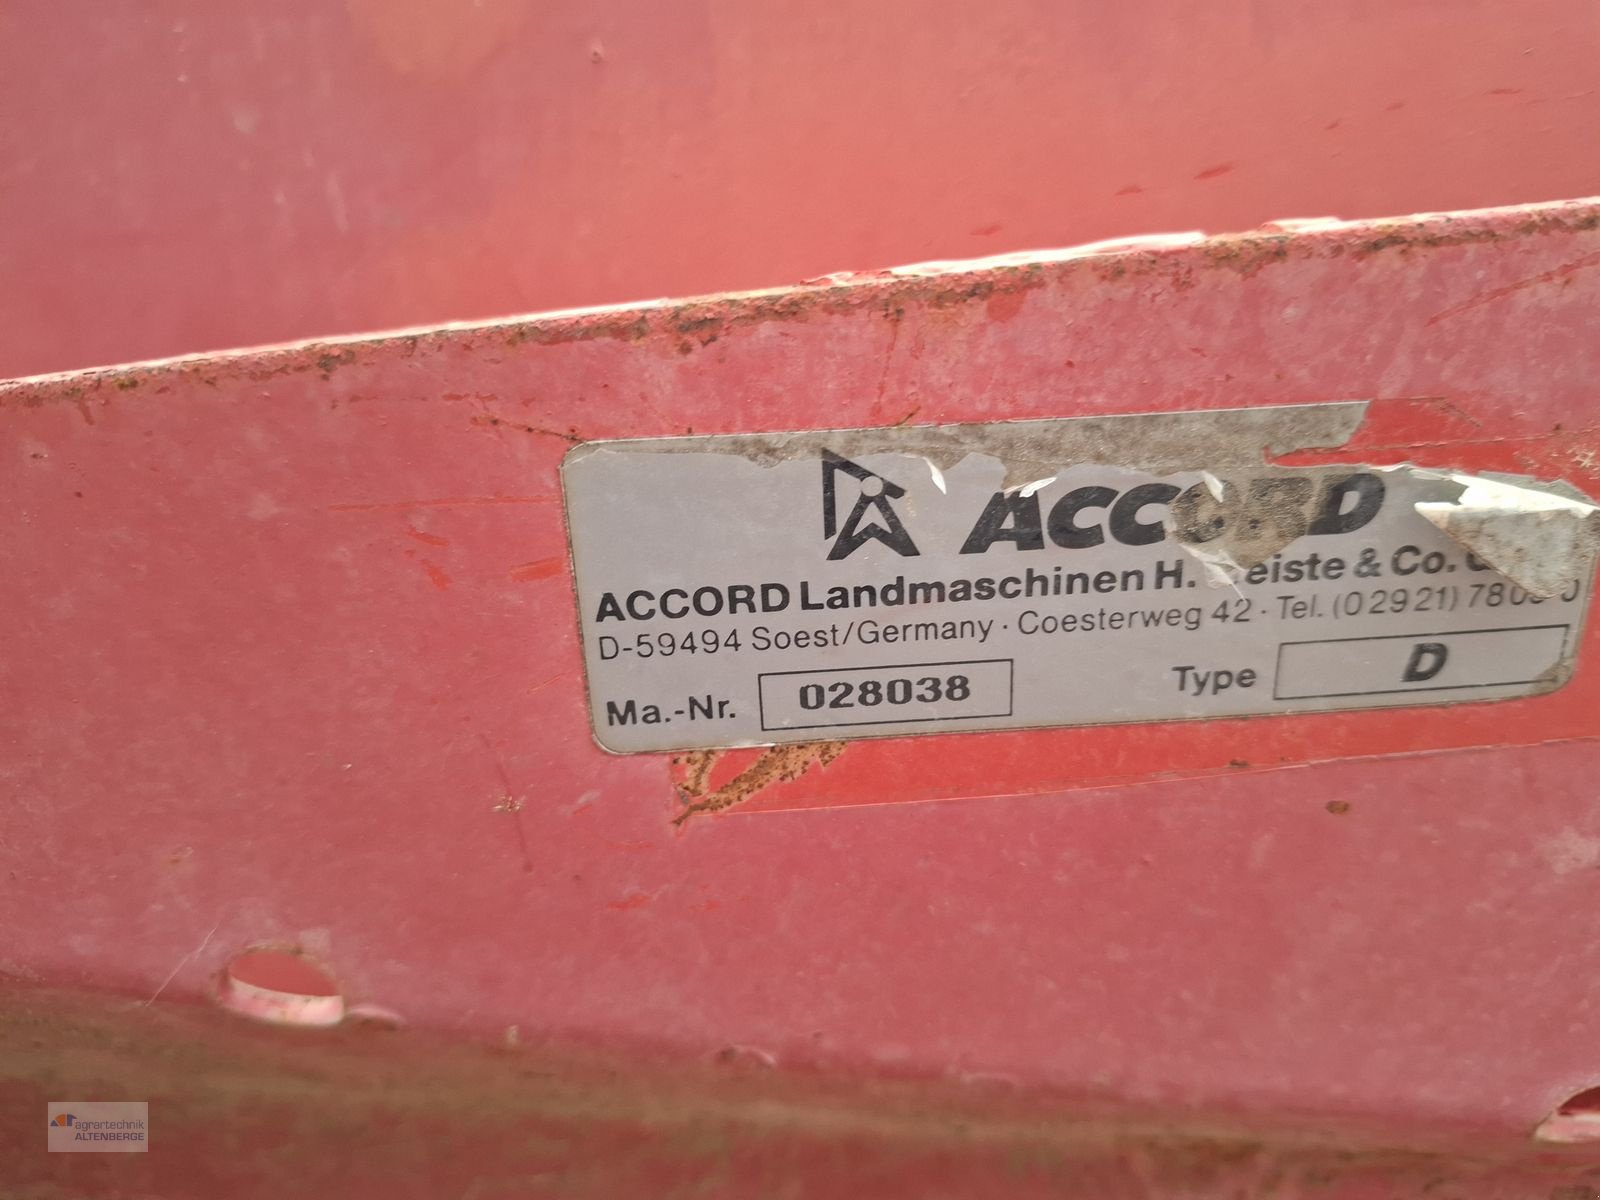 ACCORD
ACCORD Landmaschinen H. & Co.
D-59494 Soest/Germany · Coesterweg 42 · Tel. (02921)
Ma.-Nr. 028038 Type D
agrartechnik
ALTENBERGE